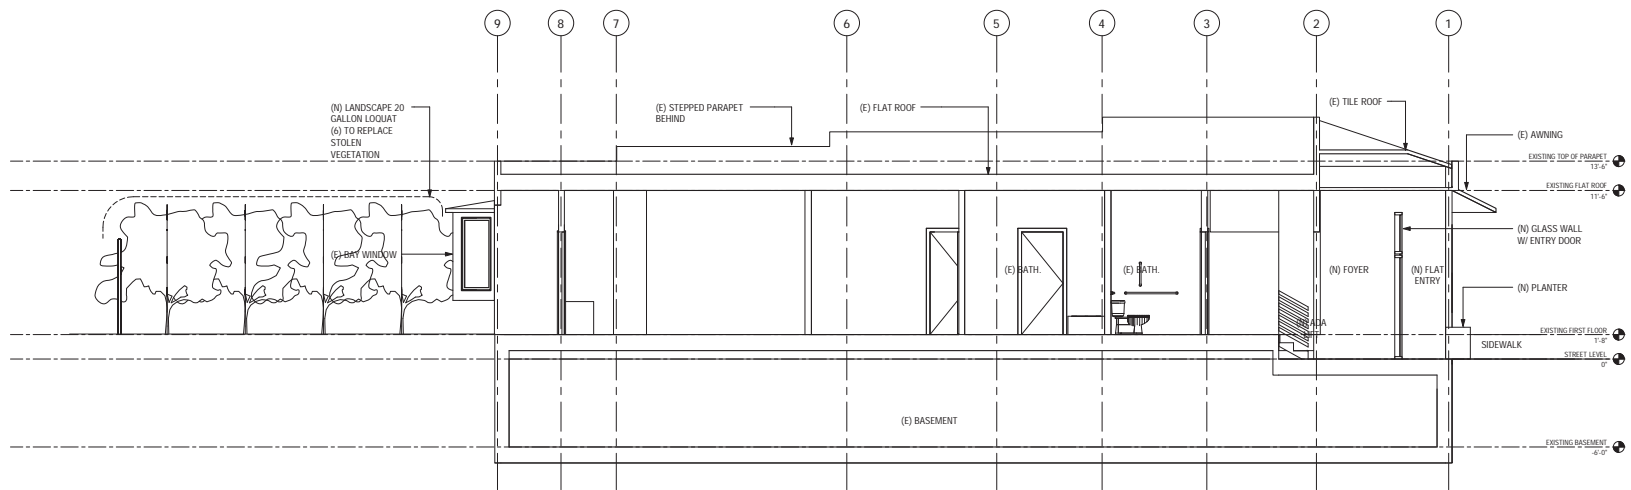 9
8
7
6
5
4
3
2
1
(N) LANDSCAPE 20
GALLON LOQUAT
(6) TO REPLACE
STOLEN
VEGETATION
(E) STEPPED PARAPET
BEHIND
(E) FLAT ROOF
(E) TILE ROOF
(E) AWNING
EXISTING TOP OF PARAPET
13'-6"
EXISTING FLAT ROOF
11'-6"
(N) GLASS WALL
W/ ENTRY DOOR
(E) BAY WINDOW
(E) BATH.
(E) BATH.
(N) FOYER
(N) FLAT
ENTRY
(N) PLANTER
ADA
EXISTING FIRST FLOOR
1'-8"
SIDEWALK
STREET LEVEL
0"
(E) BASEMENT
EXISTING BASEMENT
-6'-0"